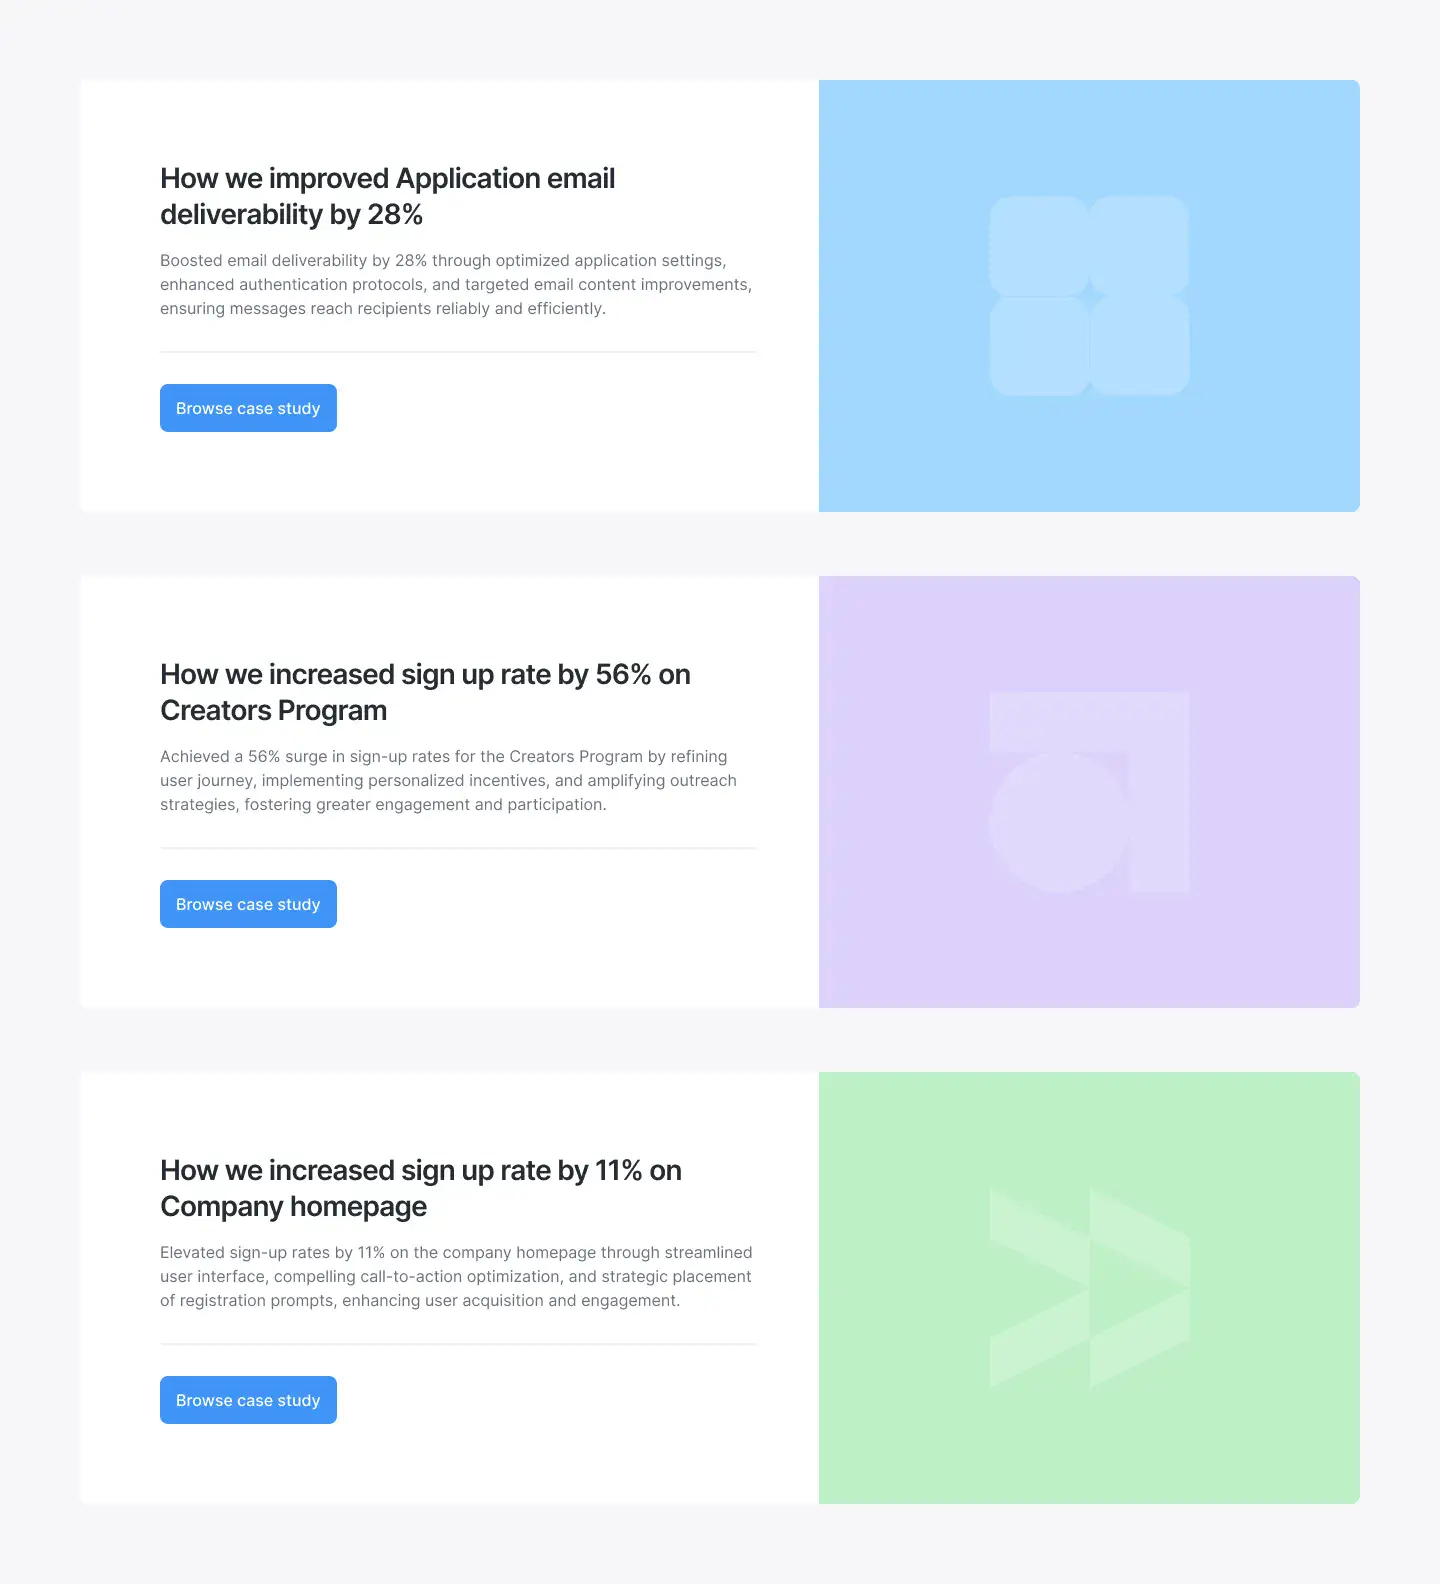 How we improved Application email
deliverability by 28%
Boosted email deliverability by 28% through optimized application settings,
enhanced authentication protocols, and targeted email content improvements,
ensuring messages reach recipients reliably and efficiently.
Browse case study
How we increased sign up rate by 56% on
Creators Program
Achieved a 56% surge in sign-up rates for the Creators Program by refining
user journey, implementing personalized incentives, and amplifying outreach
strategies, fostering greater engagement and participation.
Browse case study
How we increased sign up rate by 11% on
Company homepage
Elevated sign-up rates by 11% on the company homepage through streamlined
user interface, compelling call-to-action optimization, and strategic placement
of registration prompts, enhancing user acquisition and engagement.
Browse case study